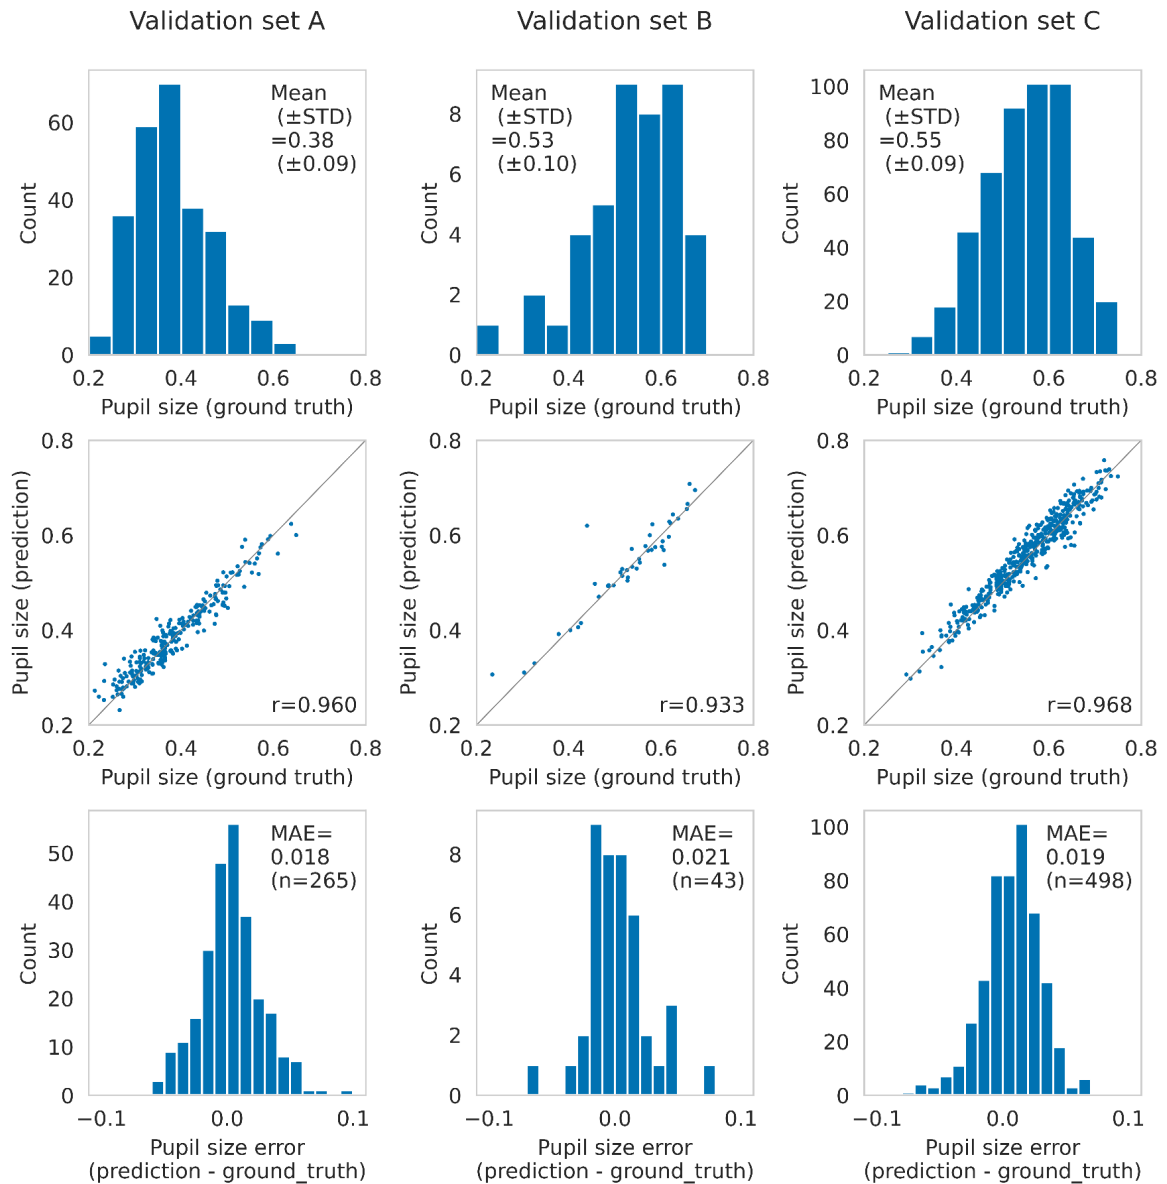 Validation set A
Validation set B
Validation set C
Mean
(±STD)
=0.38
(±0.09)
Count
60
40
20
0
0.2
0.4
0.6
0.8
Pupil size (ground truth)
Mean
(±STD)
=0.53
(±0.10)
Count
8
6
4
2
0
0.2
0.4
0.6
0.8
Pupil size (ground truth)
Mean
(±STD)
=0.55
(±0.09)
Count
100
80
60
40
20
0
0.2
0.4
0.6
0.8
Pupil size (ground truth)
Pupil size (prediction)
0.8
0.6
0.4
0.2
r=0.960
0.2
0.4
0.6
0.8
Pupil size (ground truth)
Pupil size (prediction)
0.8
0.6
0.4
0.2
r=0.933
0.2
0.4
0.6
0.8
Pupil size (ground truth)
Pupil size (prediction)
0.8
0.6
0.4
0.2
r=0.968
0.2
0.4
0.6
0.8
Pupil size (ground truth)
MAE=
0.018
(n=265)
Count
50
40
30
20
10
0
−0.1
0.0
0.1
Pupil size error
(prediction - ground_truth)
MAE=
0.021
(n=43)
Count
8
6
4
2
0
−0.1
0.0
0.1
Pupil size error
(prediction - ground_truth)
MAE=
0.019
(n=498)
Count
100
80
60
40
20
0
−0.1
0.0
0.1
Pupil size error
(prediction - ground_truth)